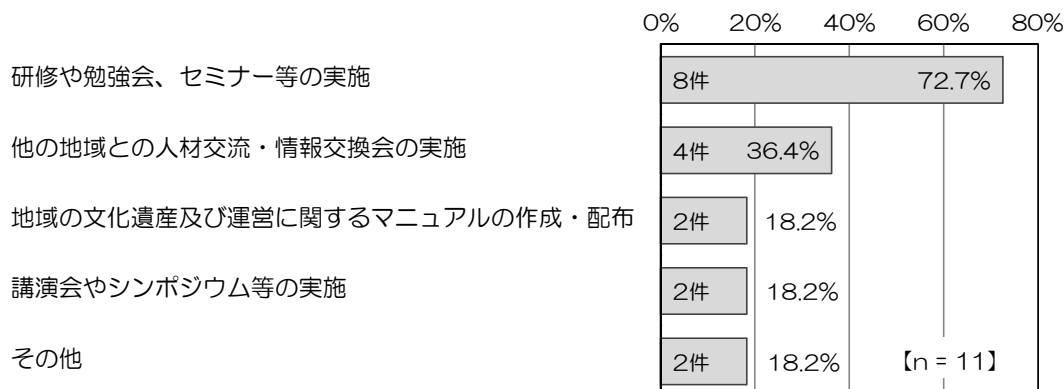 0% 20% 40% 60% 80%
研修や勉強会、セミナー等の実施 8件 72.7%
他の地域との人材交流・情報交換会の実施 4件 36.4%
地域の文化遺産及び運営に関するマニュアルの作成・配布 2件 18.2%
講演会やシンポジウム等の実施 2件 18.2%
その他 2件 18.2% 【n = 11】